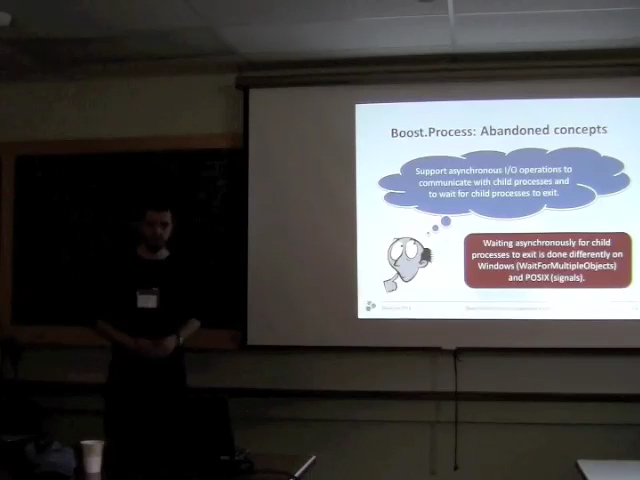 Boost.Process: Abandoned concepts
Support asynchronous I/O operations to
communicate with child processes and
to wait for child processes to exit.
Waiting asynchronously for child
processes to exit is done differently on
Windows (WaitForMultipleObjects)
and POSIX (signals).